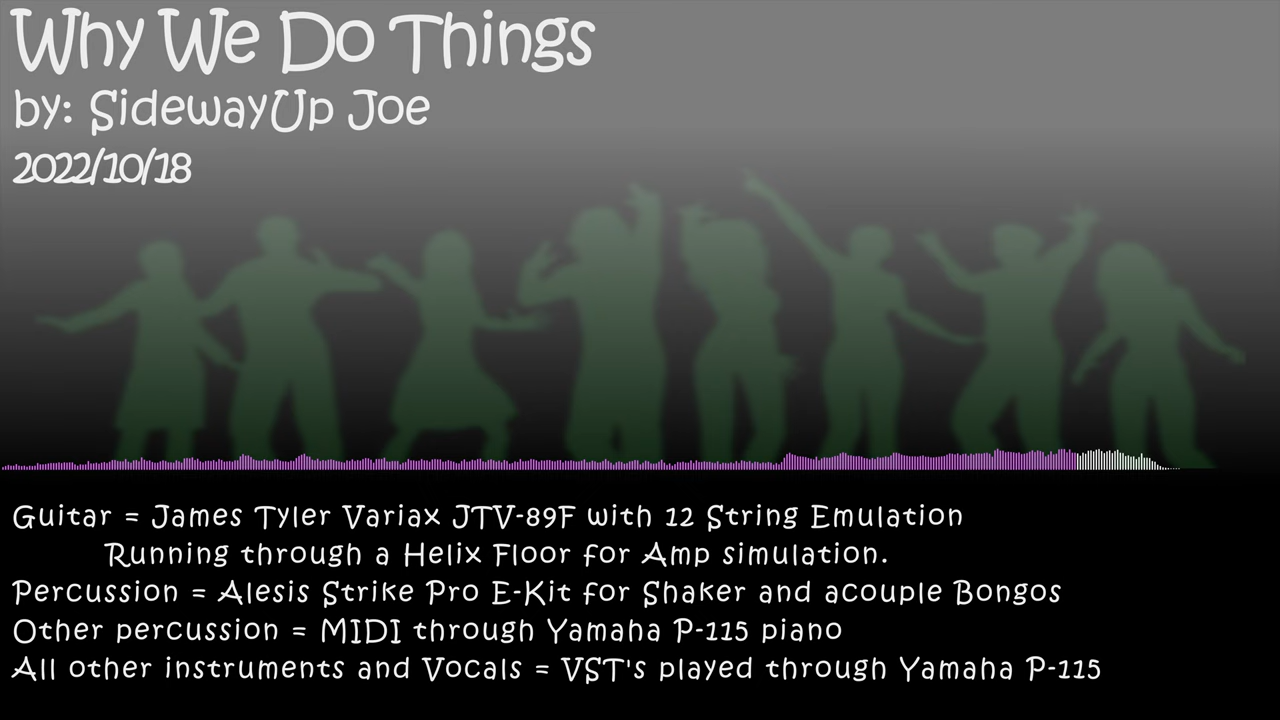 Why We Do Things
by: SidewayUp Joe
2022/10/18
Guitar = James Tyler Variax JTV-89F with 12 String Emulation
Running through a Helix Floor for Amp simulation.
Percussion = Alesis Strike Pro E-Kit for Shaker and acouple Bongos
Other percussion = MIDI through Yamaha P-115 piano
All other instruments and Vocals = VST's played through Yamaha P-115